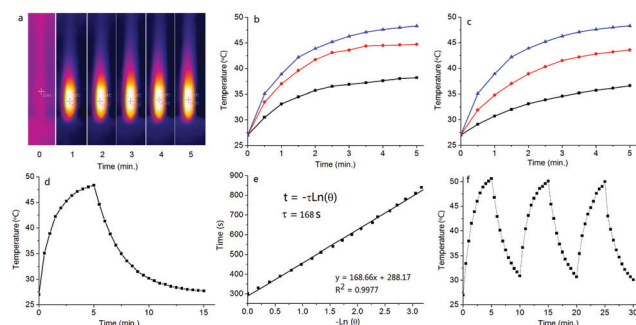 a
0 1 2 3 4 5
Time (min.)
b
Temperature (°C)
50
45
40
35
30
25
0 1 2 3 4 5
Time (min.)
c
Temperature (°C)
50
45
40
35
30
25
0 1 2 3 4 5
Time (min.)
d
Temperature (°C)
50
45
40
35
30
25
0 5 10 15
Time (min.)
e
t = -τLn(θ)
τ = 168 s
Time (s)
900
800
700
600
500
400
300
y = 168.66x + 288.17
R² = 0.9977
0.0 0.5 1.0 1.5 2.0 2.5 3.0
-Ln (θ)
f
Temperature (°C)
50
45
40
35
30
25
0 5 10 15 20 25 30
Time (min.)